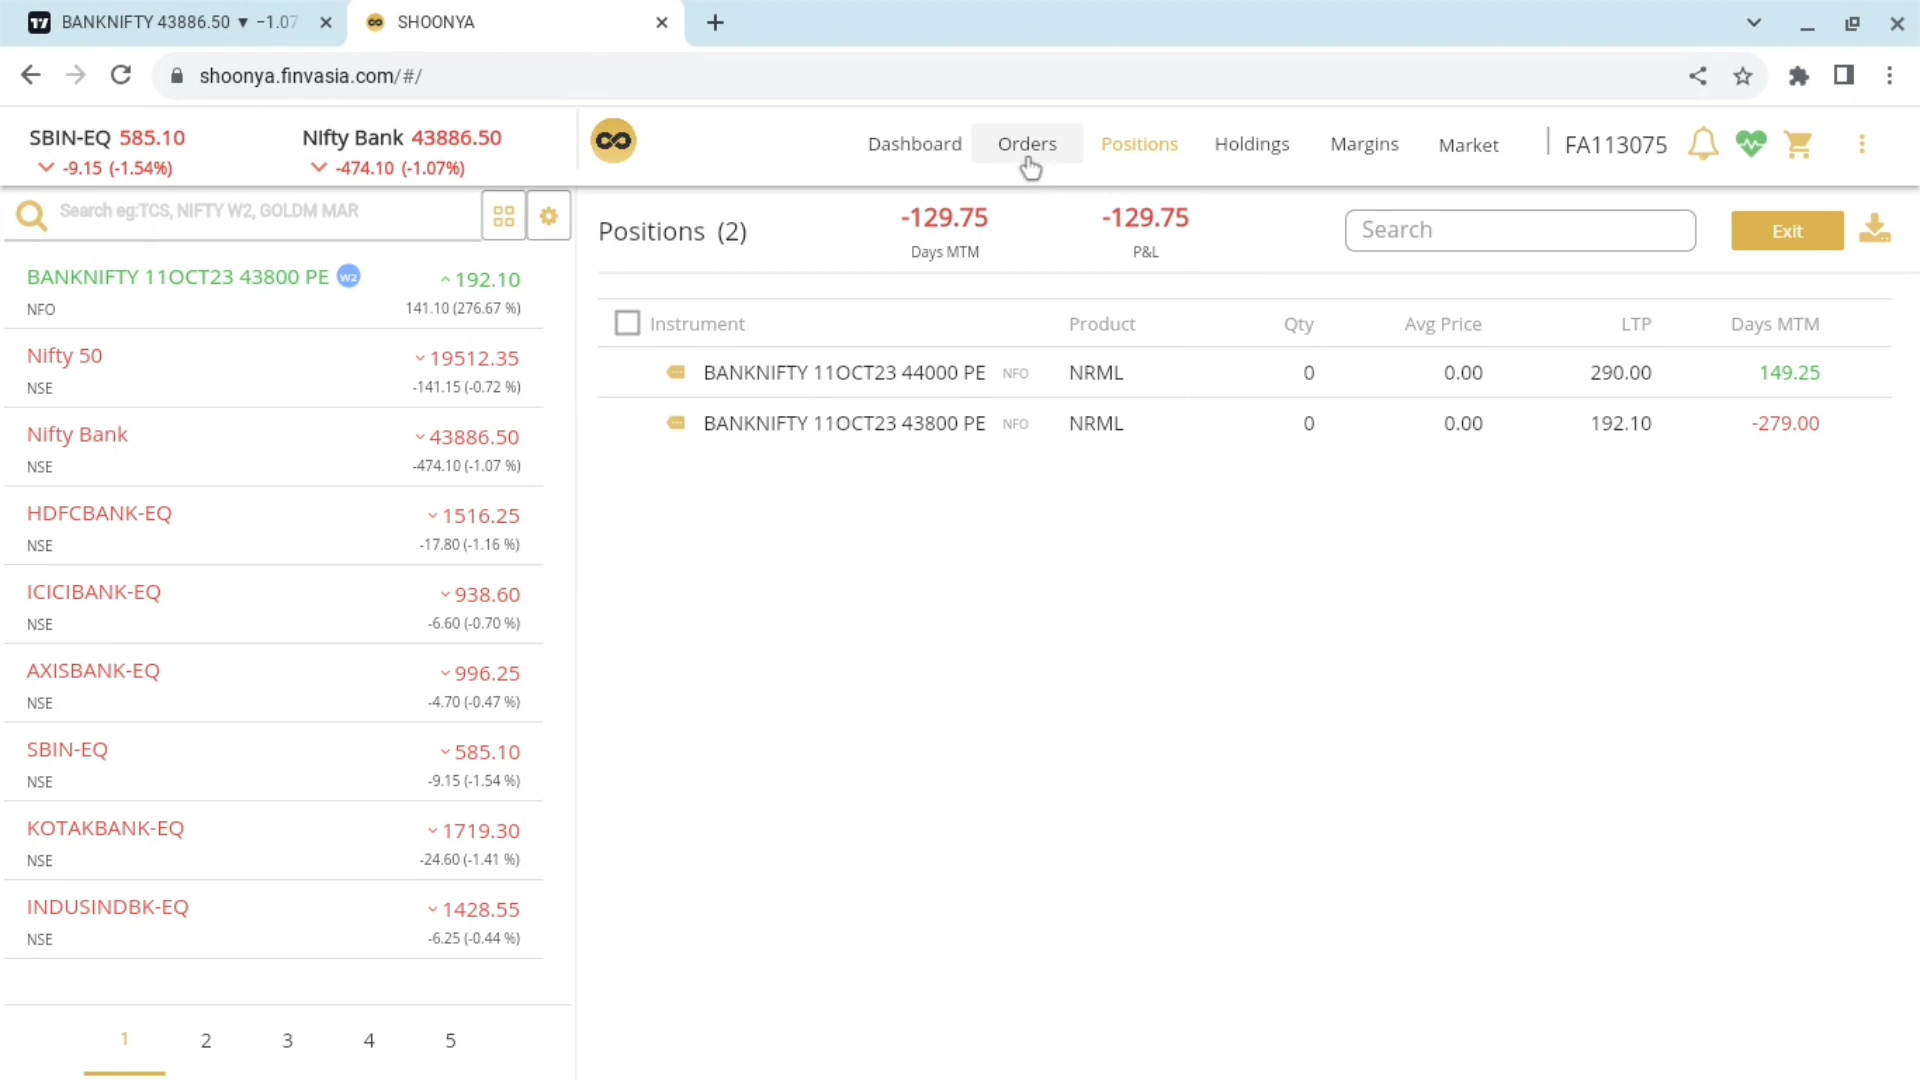 BANKNIFTY 43886.50 ▼ −1.07
SHOONYA
shoonya.finvasia.com/#/
SBIN-EQ 585.10
-9.15 (-1.54%)
Nifty Bank 43886.50
-474.10 (-1.07%)
Dashboard Orders Positions Holdings Margins Market FA113075
Search eg:TCS, NIFTY W2, GOLDM MAR
BANKNIFTY 11OCT23 43800 PE W2 192.10
NFO 141.10 (276.67 %)
Nifty 50 19512.35
NSE -141.15 (-0.72 %)
Nifty Bank 43886.50
NSE -474.10 (-1.07 %)
HDFCBANK-EQ 1516.25
NSE -17.80 (-1.16 %)
ICICIBANK-EQ 938.60
NSE -6.60 (-0.70 %)
AXISBANK-EQ 996.25
NSE -4.70 (-0.47 %)
SBIN-EQ 585.10
NSE -9.15 (-1.54 %)
KOTAKBANK-EQ 1719.30
NSE -24.60 (-1.41 %)
INDUSINDBK-EQ 1428.55
NSE -6.25 (-0.44 %)
1 2 3 4 5
Positions (2)
-129.75
Days MTM
-129.75
P&L
Search
Exit
Instrument Product Qty Avg Price LTP Days MTM
BANKNIFTY 11OCT23 44000 PE NFO NRML 0 0.00 290.00 149.25
BANKNIFTY 11OCT23 43800 PE NFO NRML 0 0.00 192.10 -279.00